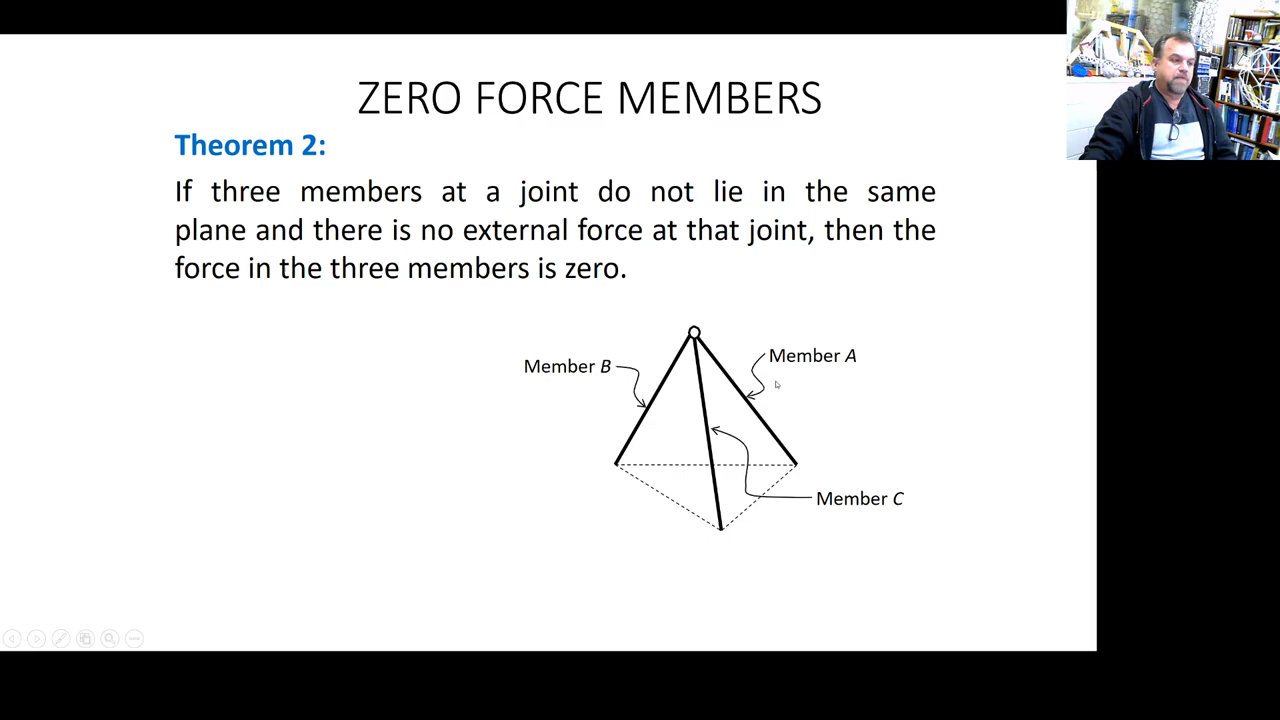 ZERO FORCE MEMBERS
Theorem 2:
If three members at a joint do not lie in the same
plane and there is no external force at that joint, then the
force in the three members is zero.
Member A
Member B
Member C